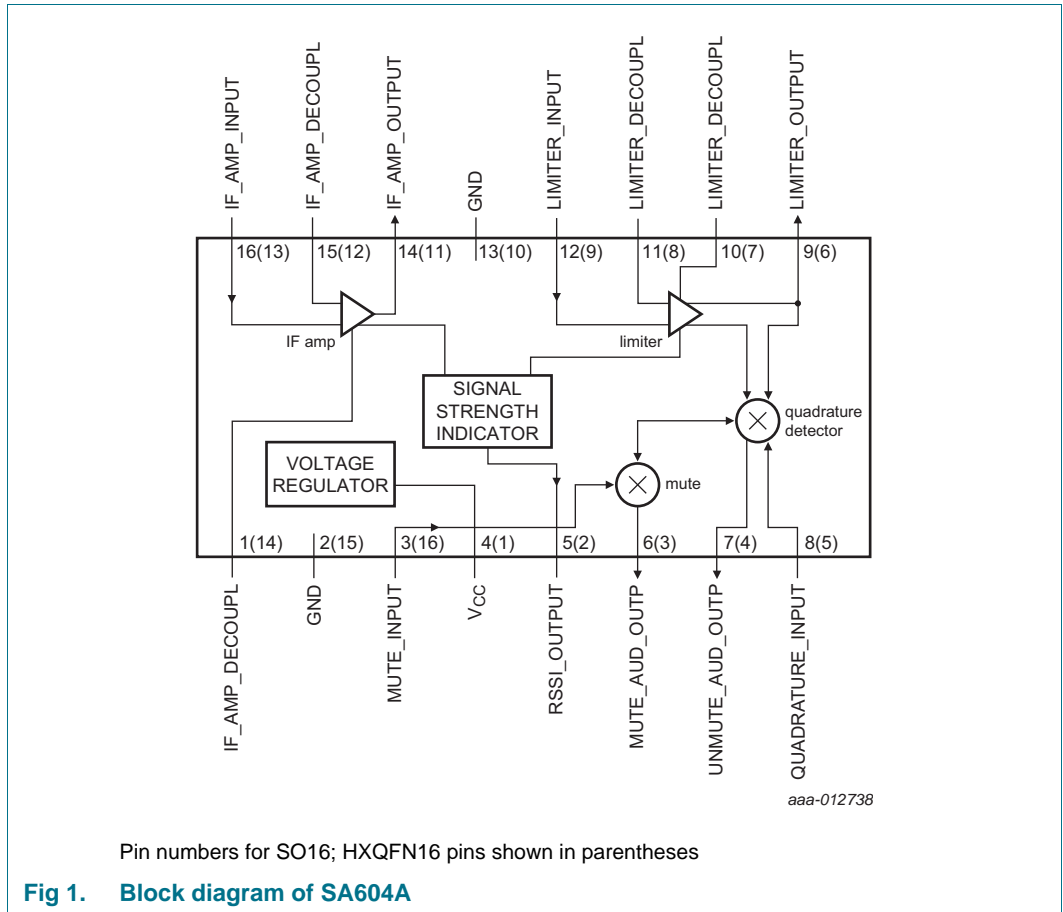 IF_AMP_INPUT
IF_AMP_DECOUPL
IF_AMP_OUTPUT
GND
LIMITER_INPUT
LIMITER_DECOUPL
LIMITER_DECOUPL
LIMITER_OUTPUT
16(13)
15(12)
14(11)
13(10)
12(9)
11(8)
10(7)
9(6)
IF amp
limiter
SIGNAL
STRENGTH
INDICATOR
quadrature
detector
VOLTAGE
REGULATOR
mute
1(14)
2(15)
3(16)
4(1)
5(2)
6(3)
7(4)
8(5)
IF_AMP_DECOUPL
GND
MUTE_INPUT
VCC
RSSI_OUTPUT
MUTE_AUD_OUTP
UNMUTE_AUD_OUTP
QUADRATURE_INPUT
aaa-012738
Pin numbers for SO16; HXQFN16 pins shown in parentheses
Fig 1. Block diagram of SA604A